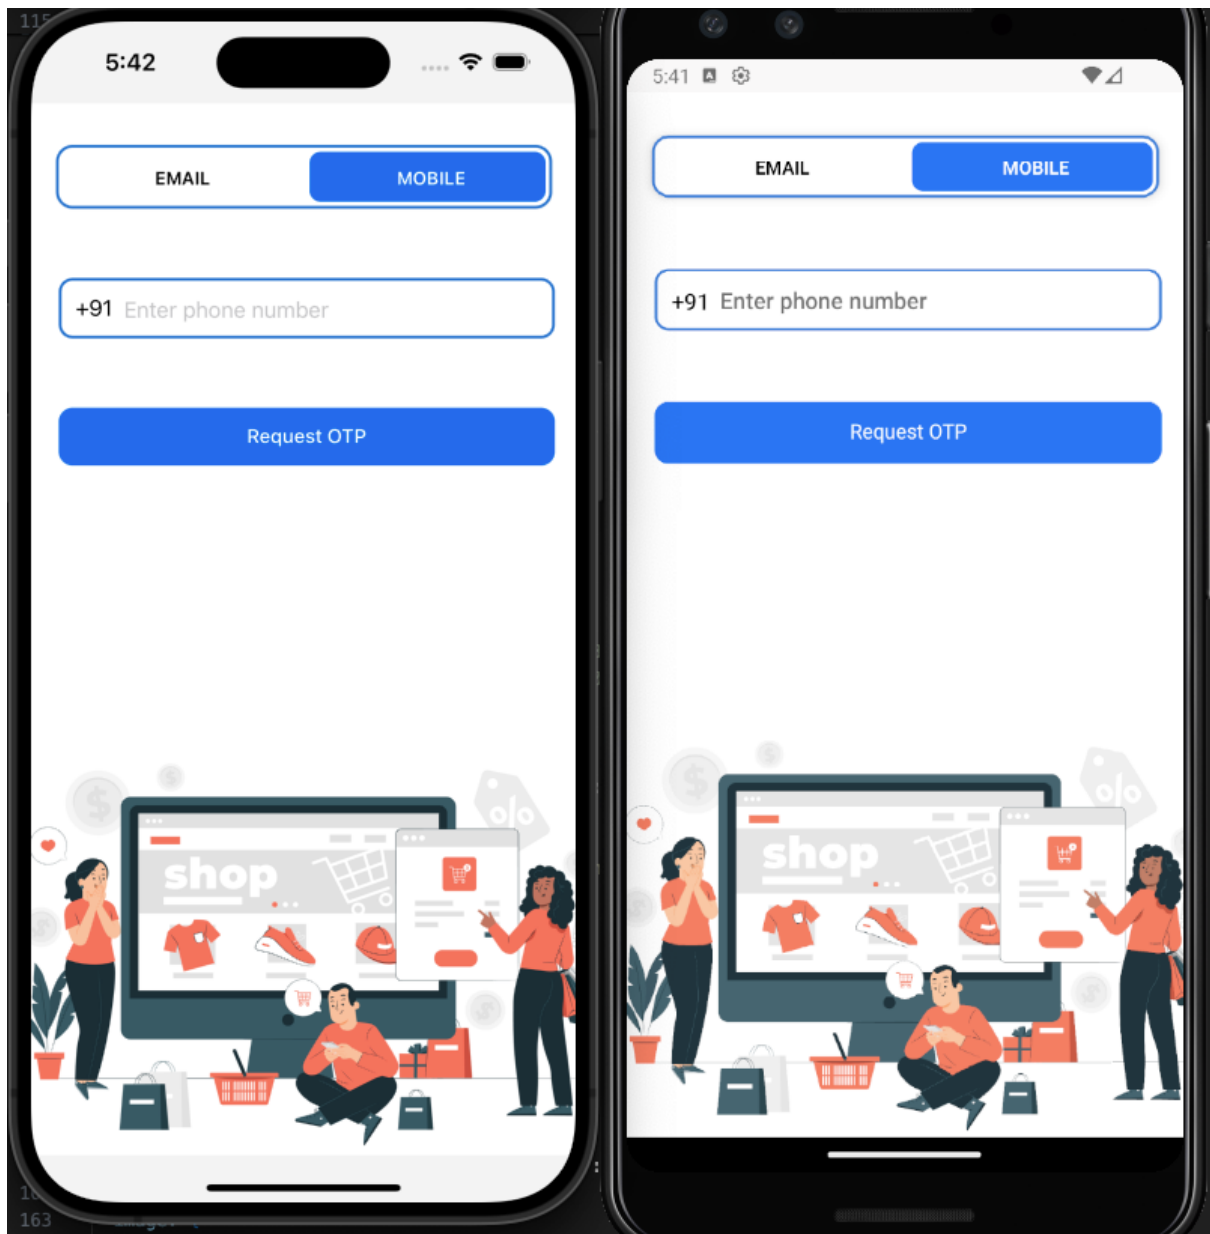 115
5:42
EMAIL
MOBILE
+91 Enter phone number
Request OTP
$
$
%
shop
$
$
163
5:41
EMAIL
MOBILE
+91 Enter phone number
Request OTP
$
$
%
shop
$
$